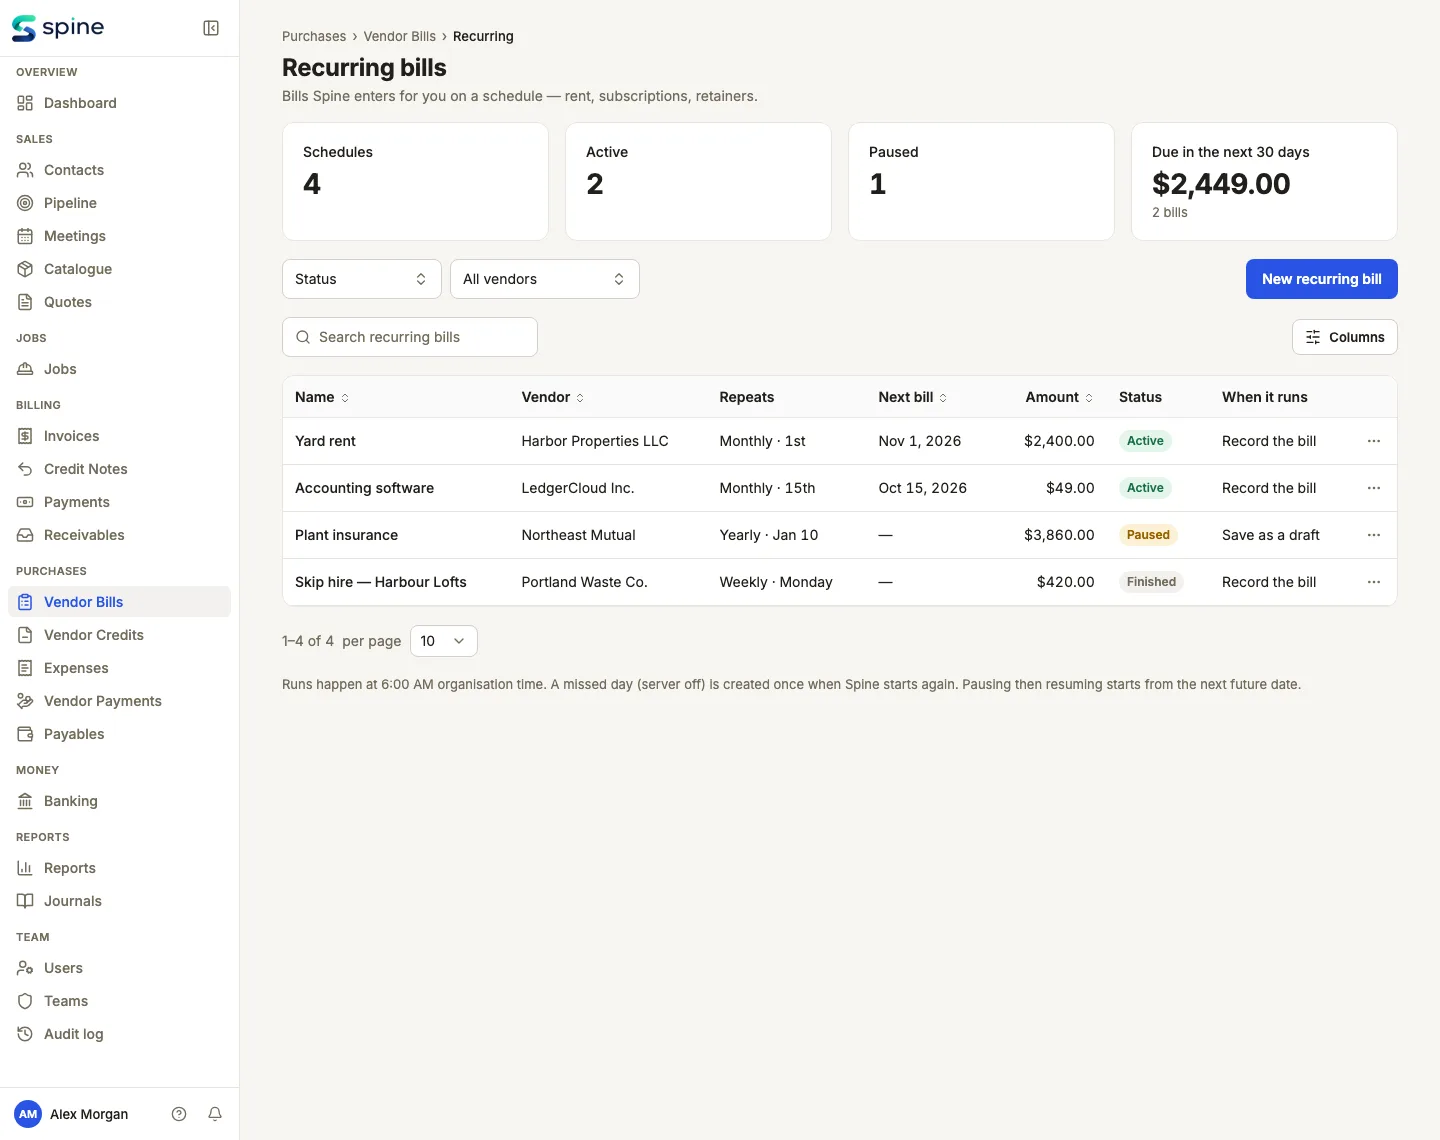 spine
OVERVIEW
Dashboard
SALES
Contacts
Pipeline
Meetings
Catalogue
Quotes
JOBS
Jobs
BILLING
Invoices
Credit Notes
Payments
Receivables
PURCHASES
Vendor Bills
Vendor Credits
Expenses
Vendor Payments
Payables
MONEY
Banking
REPORTS
Reports
Journals
TEAM
Users
Teams
Audit log
AM Alex Morgan
Purchases › Vendor Bills › Recurring
Recurring bills
Bills Spine enters for you on a schedule — rent, subscriptions, retainers.
Schedules
4
Active
2
Paused
1
Due in the next 30 days
$2,449.00
2 bills
Status
All vendors
New recurring bill
Search recurring bills
Columns
Name Vendor Repeats Next bill Amount Status When it runs
Yard rent Harbor Properties LLC Monthly · 1st Nov 1, 2026 $2,400.00 Active Record the bill
Accounting software LedgerCloud Inc. Monthly · 15th Oct 15, 2026 $49.00 Active Record the bill
Plant insurance Northeast Mutual Yearly · Jan 10 — $3,860.00 Paused Save as a draft
Skip hire — Harbour Lofts Portland Waste Co. Weekly · Monday — $420.00 Finished Record the bill
1–4 of 4 per page 10
Runs happen at 6:00 AM organisation time. A missed day (server off) is created once when Spine starts again. Pausing then resuming starts from the next future date.